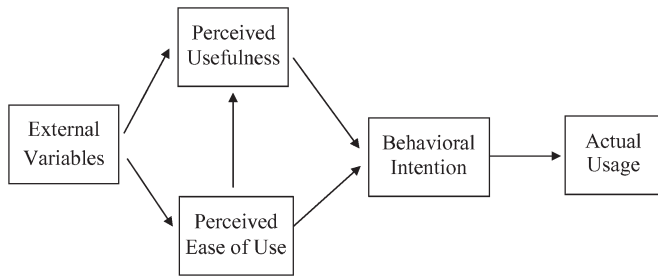 Perceived
Usefulness
External
Variables
Behavioral
Intention
Actual
Usage
Perceived
Ease of Use